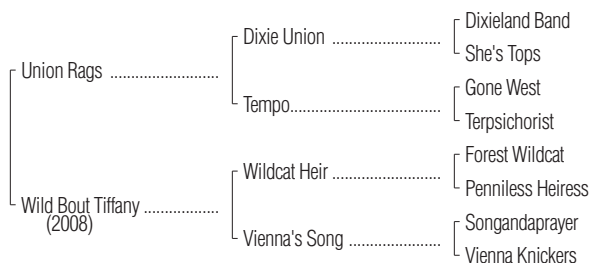 Dixieland Band
Dixie Union ........................
She's Tops
Union Rags ........................
Gone West
Tempo.................................
Terpsichorist
Forest Wildcat
Wildcat Heir ........................
Penniless Heiress
Wild Bout Tiffany ................
(2008)
Songandaprayer
Vienna's Song ....................
Vienna Knickers